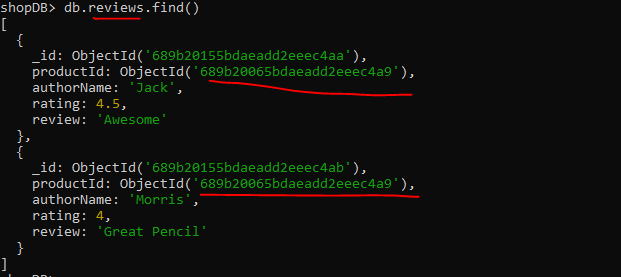 shopDB> db.reviews.find()
[
  {
    _id: ObjectId('689b20155bdaeadd2eeec4aa'),
    productId: ObjectId('689b20065bdaeadd2eeec4a9'),
    authorName: 'Jack',
    rating: 4.5,
    review: 'Awesome'
  },
  {
    _id: ObjectId('689b20155bdaeadd2eeec4ab'),
    productId: ObjectId('689b20065bdaeadd2eeec4a9'),
    authorName: 'Morris',
    rating: 4,
    review: 'Great Pencil'
  }
]
shopDB>